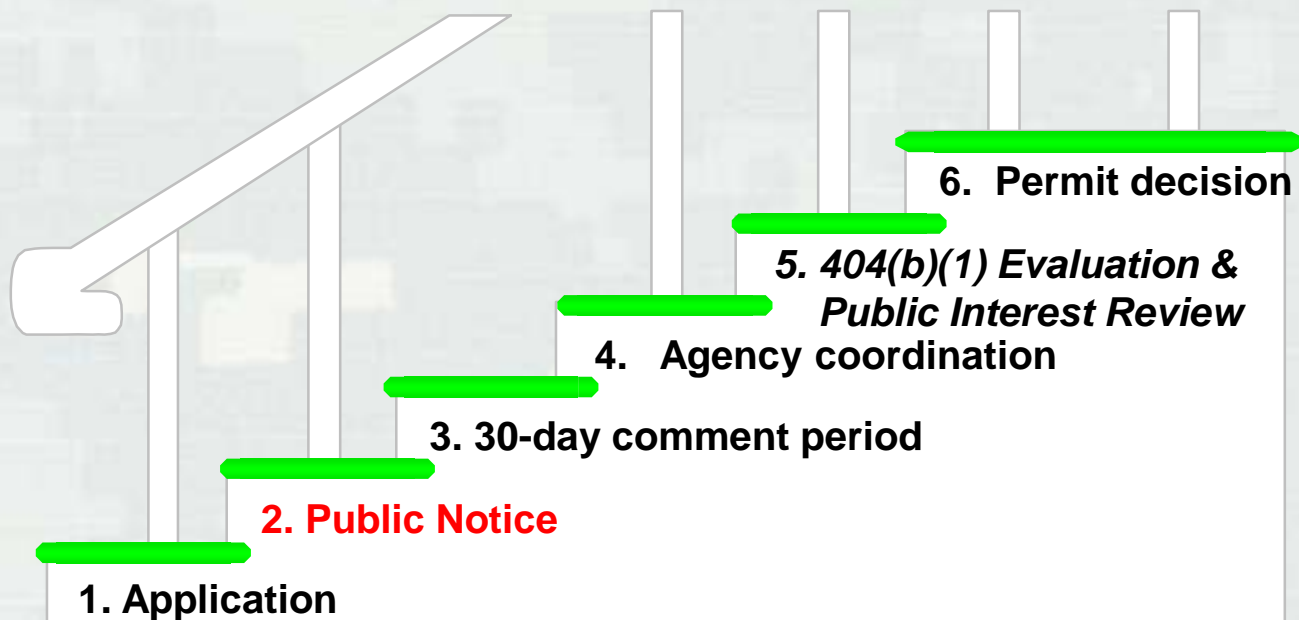 6. Permit decision
5. 404(b)(1) Evaluation &
Public Interest Review
4. Agency coordination
3. 30-day comment period
2. Public Notice
1. Application